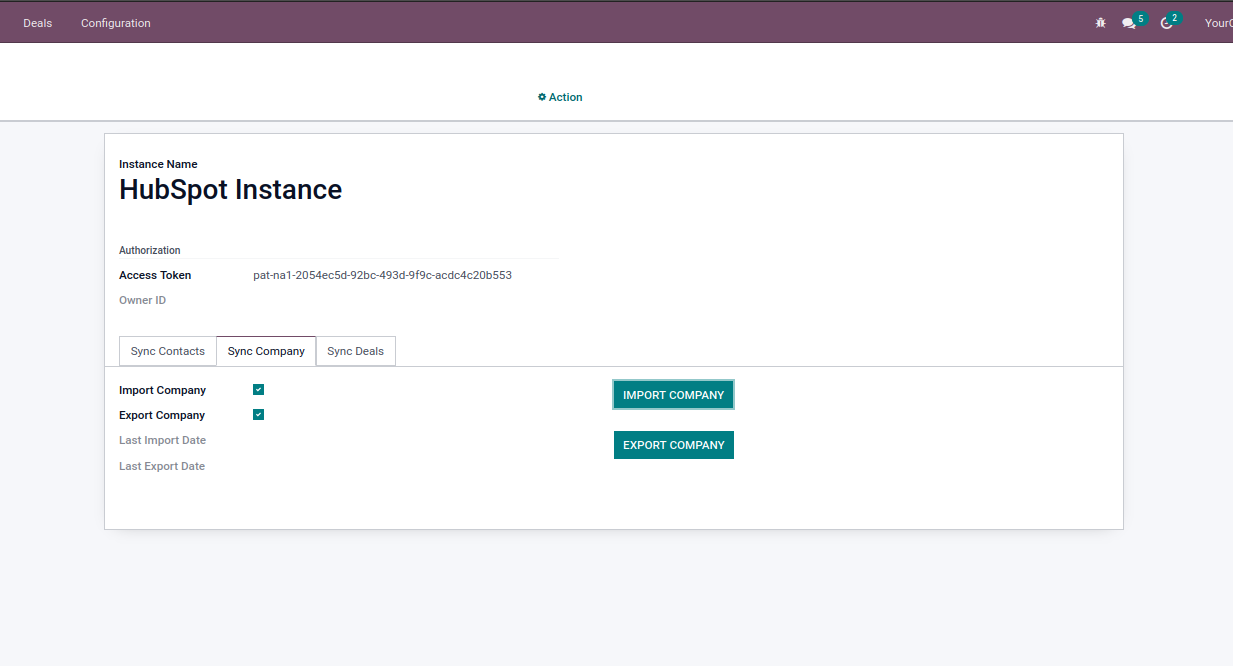 Deals Configuration 5 2 YourC
Action
Instance Name
HubSpot Instance
Authorization
Access Token pat-na1-2054ec5d-92bc-493d-9f9c-acdc4c20b553
Owner ID
Sync Contacts Sync Company Sync Deals
Import Company IMPORT COMPANY
Export Company
Last Import Date EXPORT COMPANY
Last Export Date